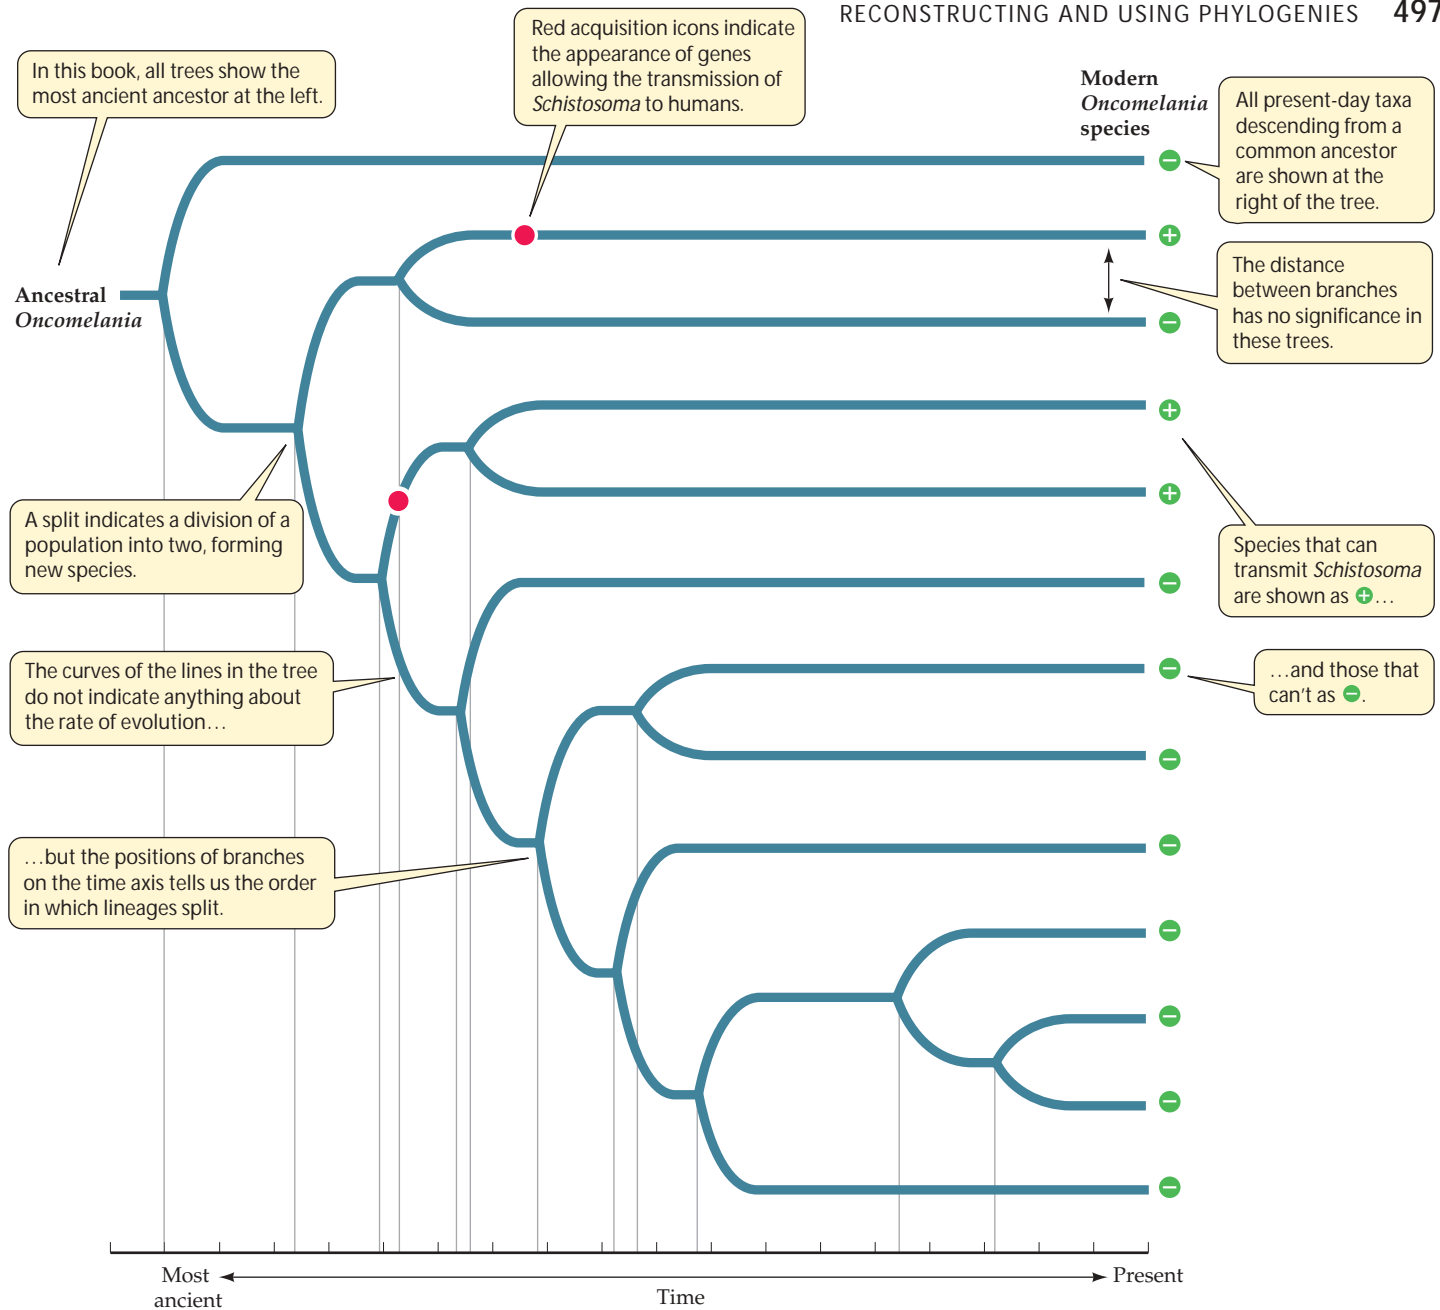 RECONSTRUCTING AND USING PHYLOGENIES 497
In this book, all trees show the
most ancient ancestor at the left.
Red acquisition icons indicate
the appearance of genes
allowing the transmission of
Schistosoma to humans.
Modern
Oncomelania
species
All present-day taxa
descending from a
common ancestor
are shown at the
right of the tree.
The distance
between branches
has no significance in
these trees.
Ancestral
Oncomelania
A split indicates a division of a
population into two, forming
new species.
Species that can
transmit Schistosoma
are shown as +…
The curves of the lines in the tree
do not indicate anything about
the rate of evolution…
…and those that
can't as −.
…but the positions of branches
on the time axis tells us the order
in which lineages split.
−
+
−
+
+
−
−
−
−
−
−
−
−
Most
ancient
Time
Present